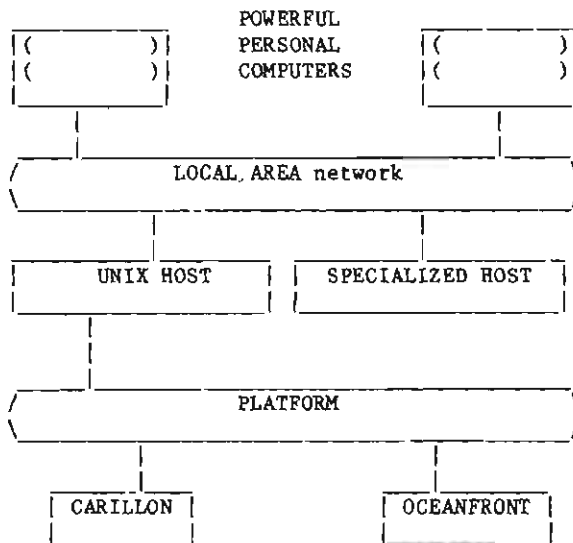 POWERFUL
PERSONAL
COMPUTERS
LOCAL AREA network
UNIX HOST
SPECIALIZED HOST
PLATFORM
CARILLON
OCEANFRONT